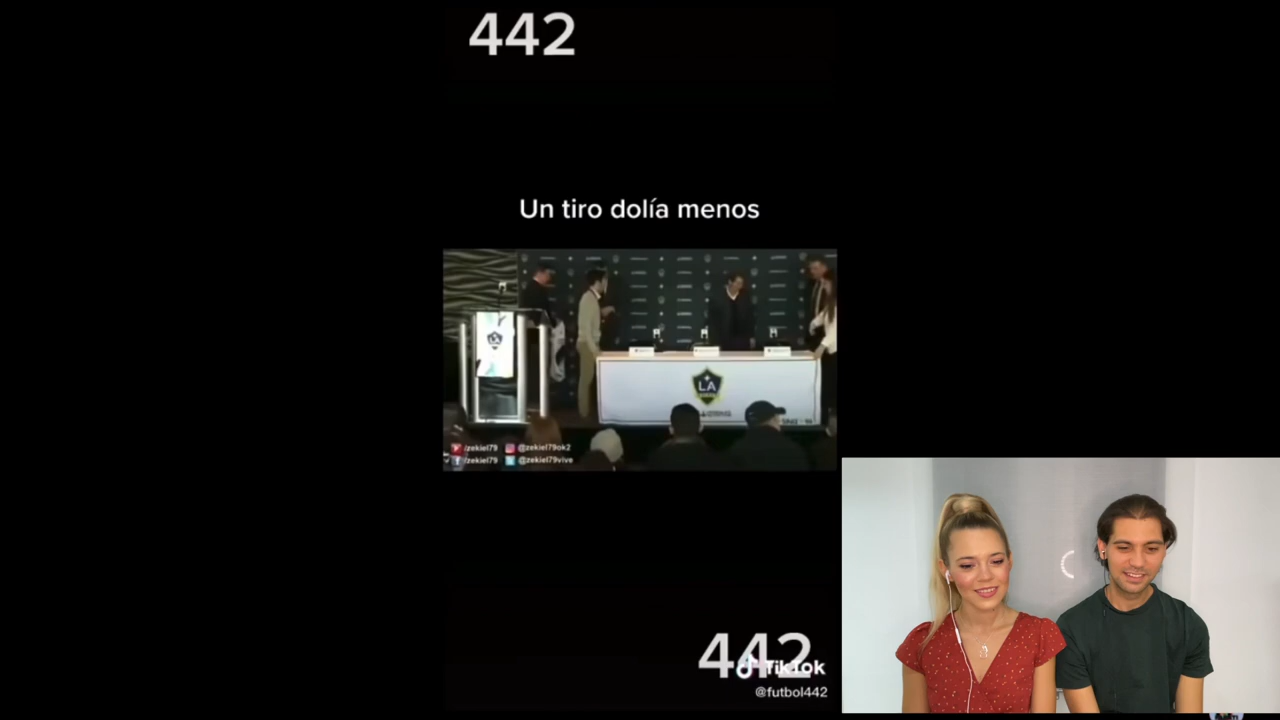 442
Un tiro dolía menos
LA
/zekiel79 @zekiel79ok2
/zekiel79 @zekiel79vive
442
TikTok
@futbol442